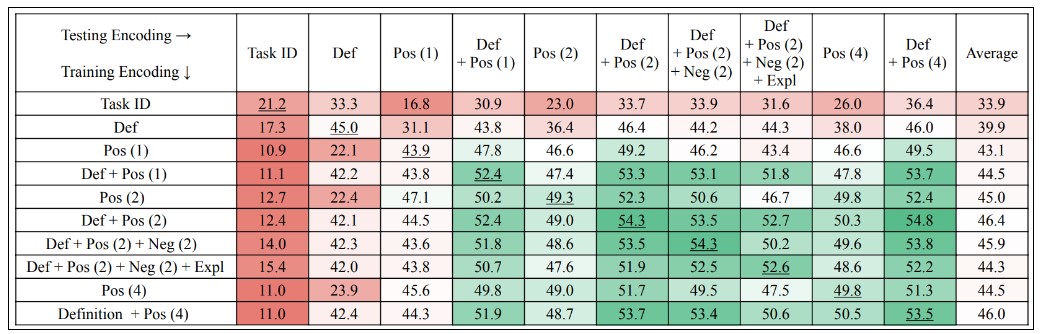 Testing Encoding →
Training Encoding ↓
Task ID
Def
Pos (1)
Def
+ Pos (1)
Pos (2)
Def
+ Pos (2)
Def
+ Pos (2)
+ Neg (2)
Def
+ Pos (2)
+ Neg (2)
+ Expl
Pos (4)
Def
+ Pos (4)
Average
Task ID 21.2 33.3 16.8 30.9 23.0 33.7 33.9 31.6 26.0 36.4 33.9
Def 17.3 45.0 31.1 43.8 36.4 46.4 44.2 44.3 38.0 46.0 39.9
Pos (1) 10.9 22.1 43.9 47.8 46.6 49.2 46.2 43.4 46.6 49.5 43.1
Def + Pos (1) 11.1 42.2 43.8 52.4 47.4 53.3 53.1 51.8 47.8 53.7 44.5
Pos (2) 12.7 22.4 47.1 50.2 49.3 52.3 50.6 46.7 49.8 52.4 45.0
Def + Pos (2) 12.4 42.1 44.5 52.4 49.0 54.3 53.5 52.7 50.3 54.8 46.4
Def + Pos (2) + Neg (2) 14.0 42.3 43.6 51.8 48.6 53.5 54.3 50.2 49.6 53.8 45.9
Def + Pos (2) + Neg (2) + Expl 15.4 42.0 43.8 50.7 47.6 51.9 52.5 52.6 48.6 52.2 44.3
Pos (4) 11.0 23.9 45.6 49.8 49.0 51.7 49.5 47.5 49.8 51.3 44.5
Definition + Pos (4) 11.0 42.4 44.3 51.9 48.7 53.7 53.4 50.6 50.5 53.5 46.0